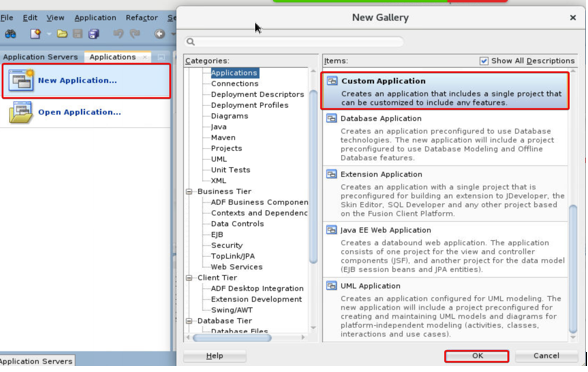 File Edit View Application Refactor Se
New Gallery
Application Servers Applications
New Application...
Open Application...
Categories:
Applications
Connections
Deployment Descriptors
Deployment Profiles
Diagrams
Java
Maven
Projects
UML
Unit Tests
XML
Business Tier
ADF Business Componen
Contexts and Dependenc
Data Controls
EJB
Security
TopLink/JPA
Web Services
Client Tier
ADF Desktop Integration
Extension Development
Swing/AWT
Database Tier
Database Files
Items:
Show All Descriptions
Custom Application
Creates an application that includes a single project that
can be customized to include any features.
Database Application
Creates an application preconfigured to use Database
technologies. The new application will include a project
preconfigured to use Database Modeling and Offline
Database features.
Extension Application
Creates an application with a single project that is
preconfigured for building an extension to JDeveloper, the
Skin Editor, SQL Developer and any other project based
on the Fusion Client Platform.
Java EE Web Application
Creates a databound web application. The application
consists of one project for the view and controller
components (JSF), and another project for the data model
(EJB session beans and JPA entities).
UML Application
Creates an application configured for UML modeling. The
new application will include a project preconfigured for
creating and maintaining UML models and diagrams for
platform-independent modeling (activities, classes,
interactions and use cases).
Help
OK
Cancel
Application Servers